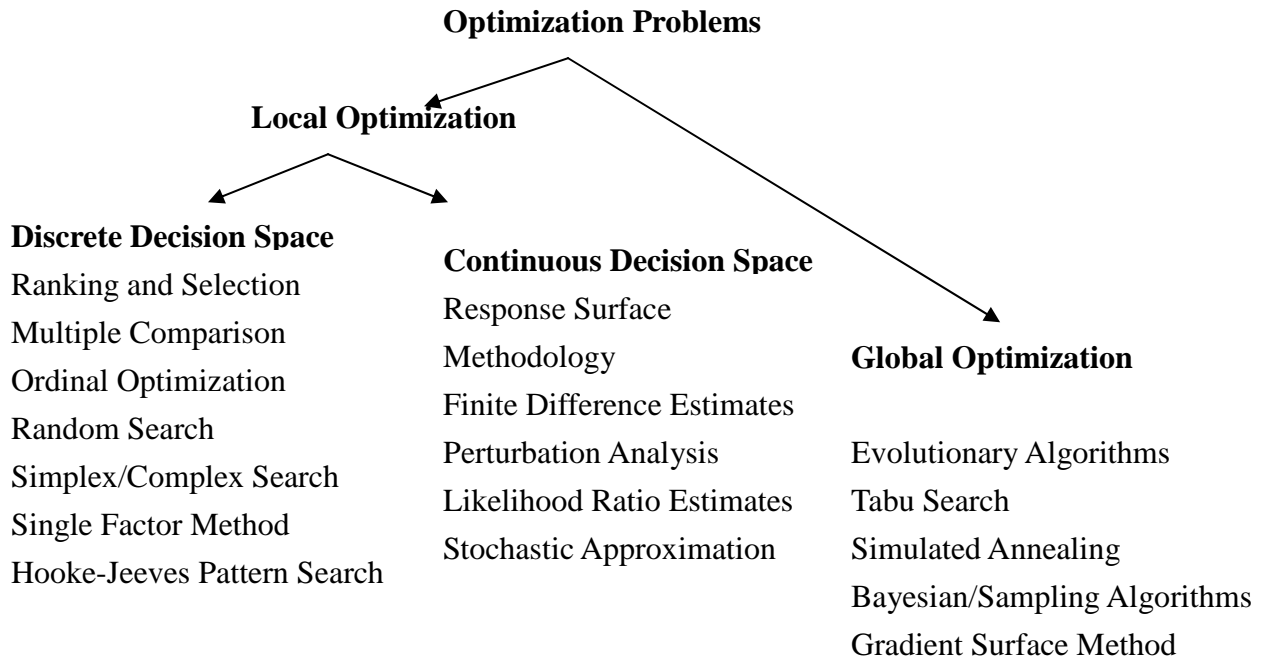 Optimization Problems
Local Optimization
Discrete Decision Space
Ranking and Selection
Multiple Comparison
Ordinal Optimization
Random Search
Simplex/Complex Search
Single Factor Method
Hooke-Jeeves Pattern Search
Continuous Decision Space
Response Surface
Methodology
Finite Difference Estimates
Perturbation Analysis
Likelihood Ratio Estimates
Stochastic Approximation
Global Optimization
Evolutionary Algorithms
Tabu Search
Simulated Annealing
Bayesian/Sampling Algorithms
Gradient Surface Method